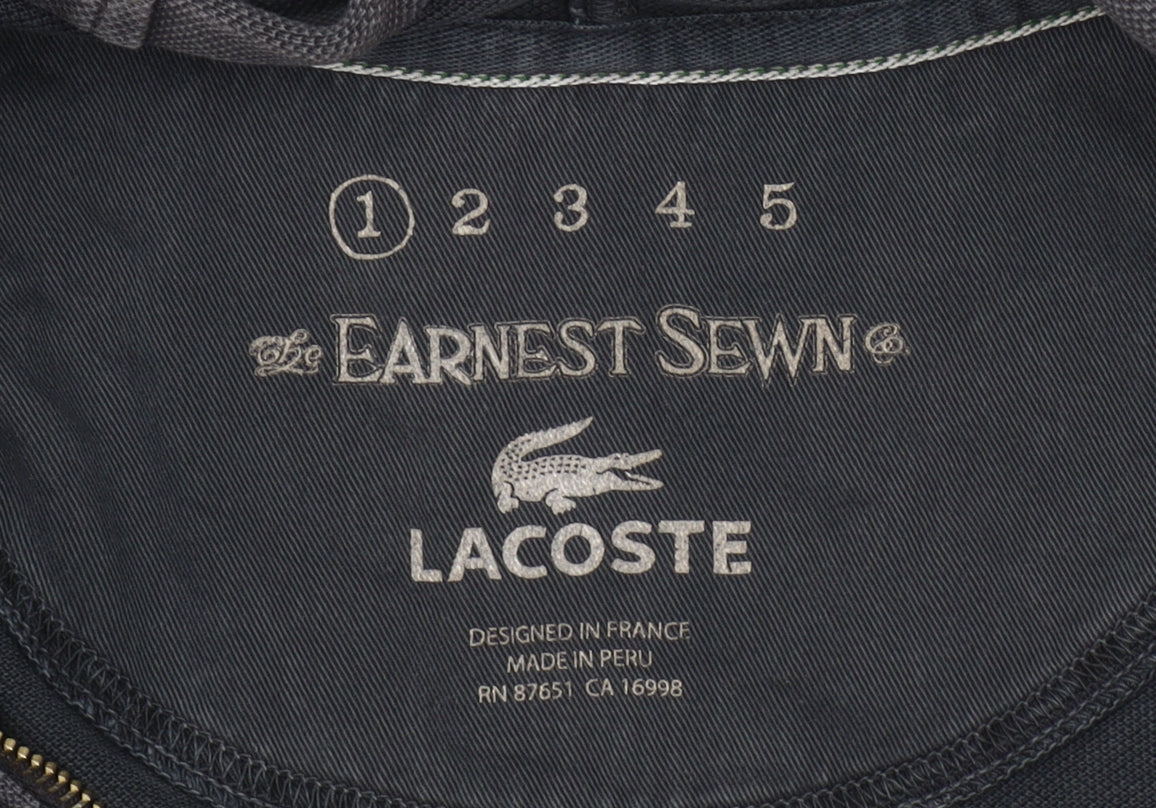 1 2 3 4 5
The EARNEST SEWN Co.
LACOSTE
DESIGNED IN FRANCE
MADE IN PERU
RN 87651 CA 16998